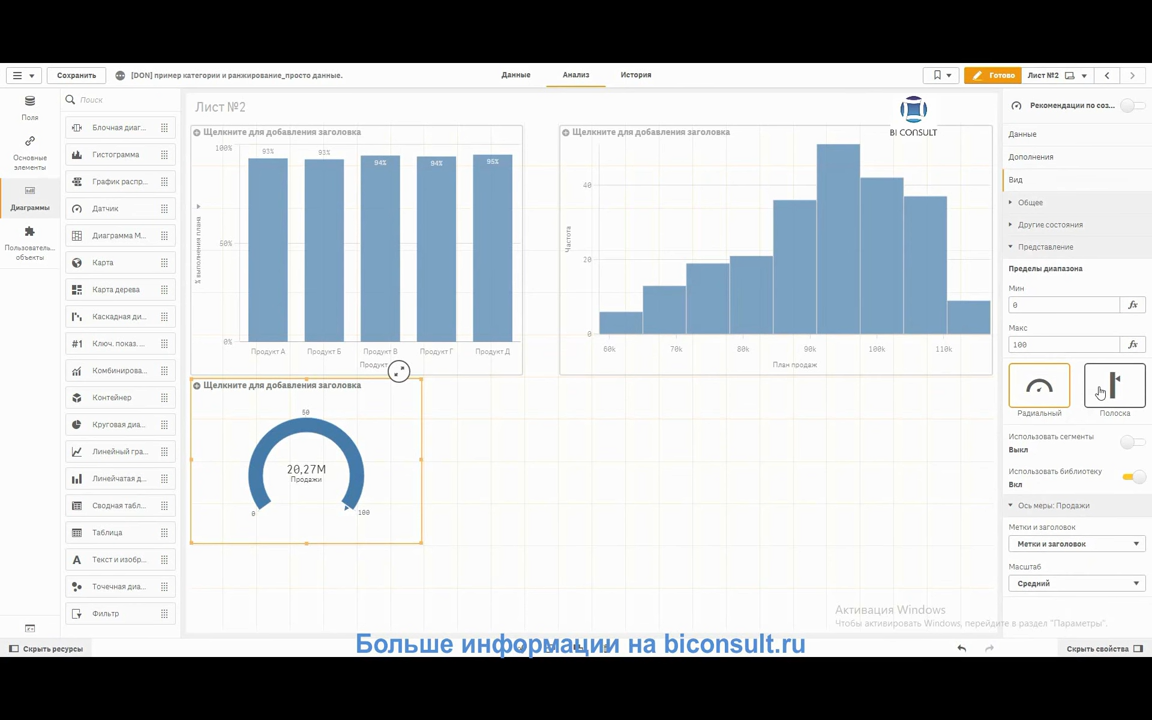 Сохранить
[DON] пример категории и ранжирование_просто данные.
Данные
Анализ
История
Готово
Лист №2
Поля
Основные элементы
Диаграммы
Пользователь... объекты
Поиск
Блочная диаг...
Гистограмма
График распр...
Датчик
Диаграмма М...
Карта
Карта дерева
Каскадная ди...
#1 Ключ. показ. ...
Комбинирова...
Контейнер
Круговая диа...
Линейный гра...
Линейчатая д...
Сводная табл...
Таблица
A Текст и изобр...
Точечная диа...
Фильтр
Лист №2
BI CONSULT
Щелкните для добавления заголовка
100%
50%
0%
93%
93%
94%
94%
95%
% выполнения плана
Продукт А
Продукт Б
Продукт В
Продукт Г
Продукт Д
Продукт
Щелкните для добавления заголовка
Частота
40
20
0
60k
70k
80k
90k
100k
110k
План продаж
Щелкните для добавления заголовка
50
20,27M
Продажи
0
100
Рекомендации по соз...
Данные
Дополнения
Вид
Общее
Другие состояния
Представление
Пределы диапазона
Мин
0
fx
Макс
100
fx
Радиальный
Полоска
Использовать сегменты
Выкл
Использовать библиотеку
Вкл
Ось меры: Продажи
Метки и заголовок
Метки и заголовок
Масштаб
Средний
Активация Windows
Чтобы активировать Windows, перейдите в раздел "Параметры".
Скрыть ресурсы
Больше информации на biconsult.ru
Скрыть свойства